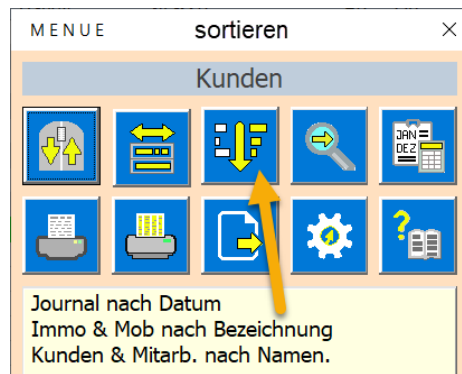 MENUE sortieren ×
Kunden
JAN
DEZ
?
Journal nach Datum
Immo & Mob nach Bezeichnung
Kunden & Mitarb. nach Namen.